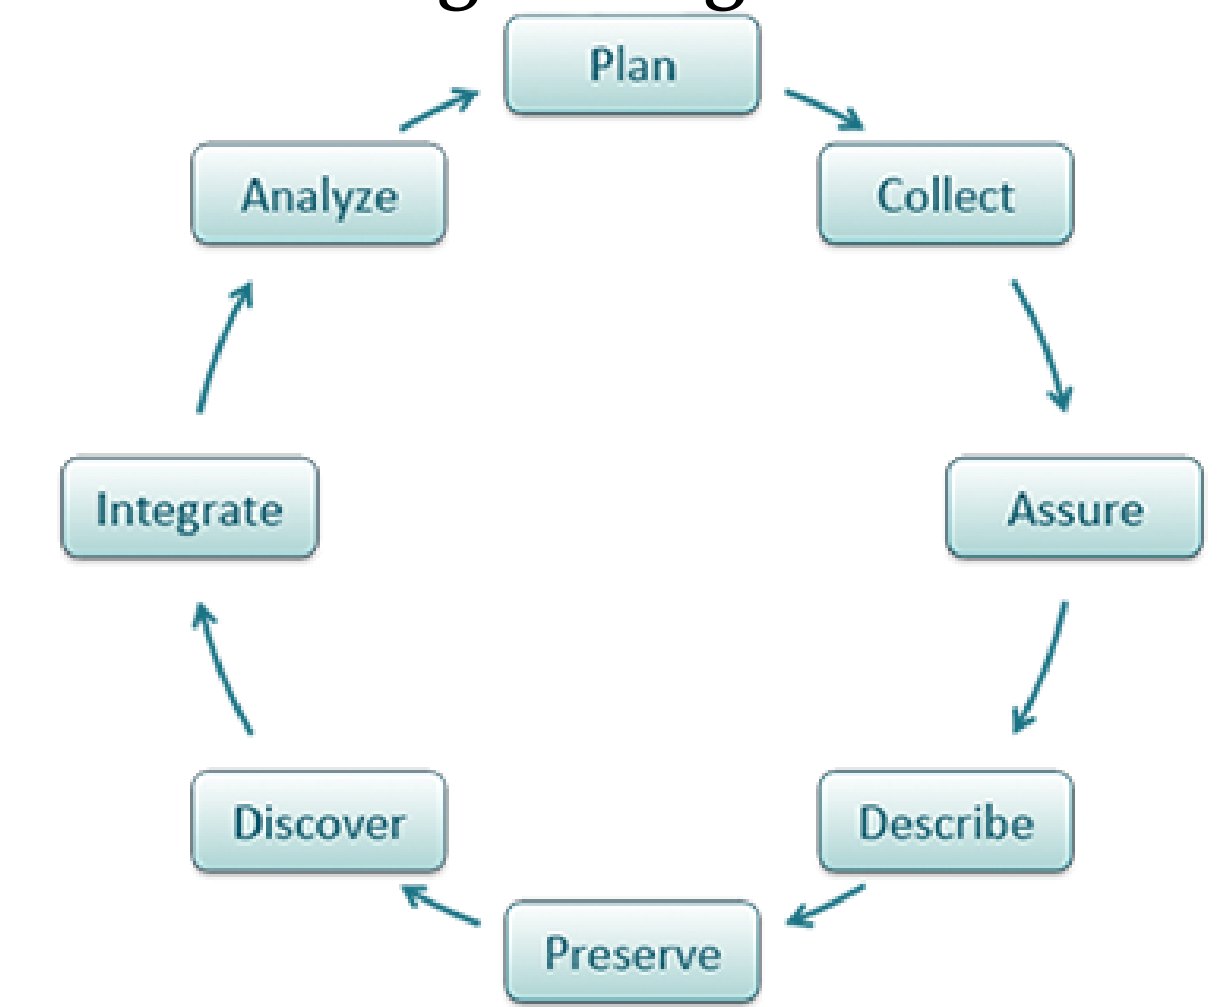 Plan
Collect
Assure
Describe
Preserve
Discover
Integrate
Analyze